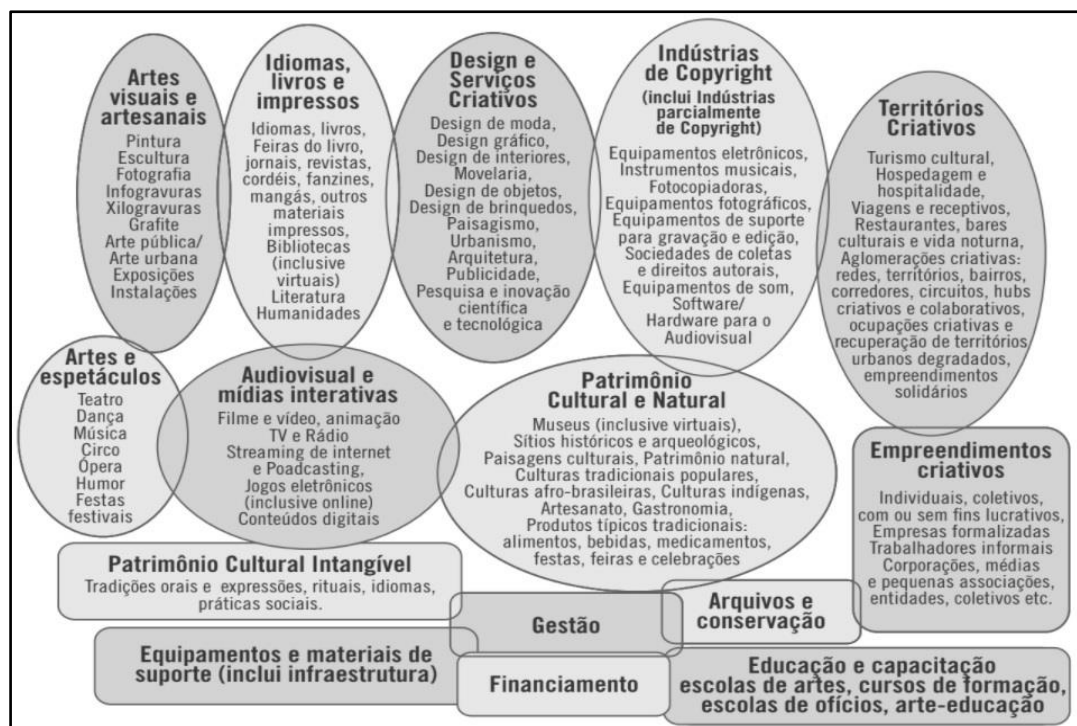 Artes
visuais e
artesanais
Pintura
Escultura
Fotografia
Infogravuras
Xilogravuras
Grafite
Arte pública/
Arte urbana
Exposições
Instalações
Idiomas,
livros e
impressos
Idiomas, livros,
Feiras do livro,
jornais, revistas,
cordéis, fanzines,
mangás, outros
materiais
impressos,
Bibliotecas
(inclusive
virtuais)
Literatura
Humanidades
Design e
Serviços
Criativos
Design de moda,
Design gráfico,
Design de interiores,
Movelaria,
Design de objetos,
Design de brinquedos,
Paisagismo,
Urbanismo,
Arquitetura,
Publicidade,
Pesquisa e inovação
científica
e tecnológica
Indústrias
de Copyright
(inclui Indústrias
parcialmente
de Copyright)
Equipamentos eletrônicos,
Instrumentos musicais,
Fotocopiadoras,
Equipamentos fotográficos,
Equipamentos de suporte
para gravação e edição,
Sociedades de coletas
e direitos autorais,
Equipamentos de som,
Software/
Hardware para o
Audiovisual
Territórios
Criativos
Turismo cultural,
Hospedagem e
hospitalidade,
Viagens e receptivos,
Restaurantes, bares
culturais e vida noturna,
Aglomerações criativas:
redes, territórios, bairros,
corredores, circuitos, hubs
criativos e colaborativos,
ocupações criativas e
recuperação de territórios
urbanos degradados,
empreendimentos
solidários
Artes e
espetáculos
Teatro
Dança
Música
Circo
Ópera
Humor
Festas
festivais
Audiovisual e
mídias interativas
Filme e vídeo, animação
TV e Rádio
Streaming de internet
e Poadcasting,
Jogos eletrônicos
(inclusive online)
Conteúdos digitais
Patrimônio
Cultural e Natural
Museus (inclusive virtuais),
Sítios históricos e arqueológicos,
Paisagens culturais, Patrimônio natural,
Culturas tradicionais populares,
Culturas afro-brasileiras, Culturas indígenas,
Artesanato, Gastronomia,
Produtos típicos tradicionais:
alimentos, bebidas, medicamentos,
festas, feiras e celebrações
Empreendimentos
criativos
Individuais, coletivos,
com ou sem fins lucrativos,
Empresas formalizadas
Trabalhadores informais
Corporações, médias
e pequenas associações,
entidades, coletivos etc.
Patrimônio Cultural Intangível
Tradições orais e expressões, rituais, idiomas,
práticas sociais.
Gestão
Arquivos e
conservação
Equipamentos e materiais de
suporte (inclui infraestrutura)
Financiamento
Educação e capacitação
escolas de artes, cursos de formação,
escolas de ofícios, arte-educação